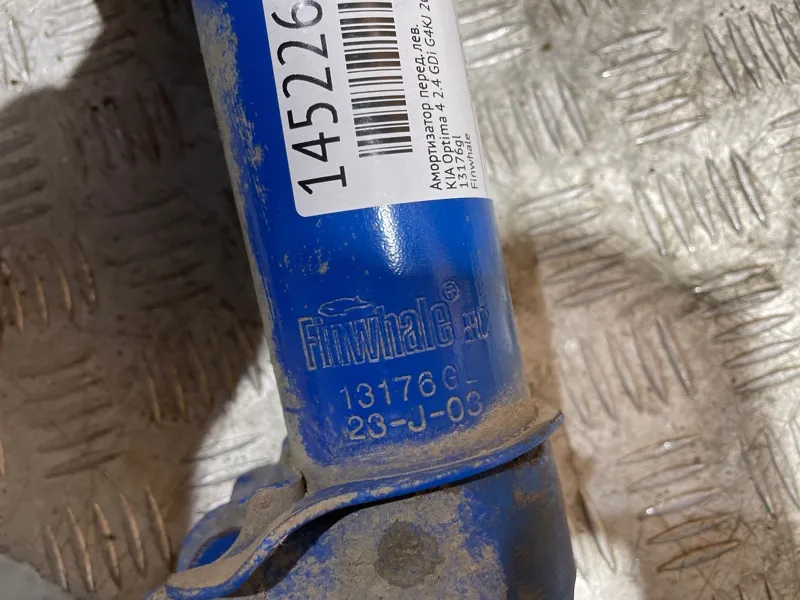 145226
Амортизатор перед. лев.
KIA Optima 4 2.4 GDi G4KJ
13176gl
Finwhale
Finwhale®
13176GL
23-J-03